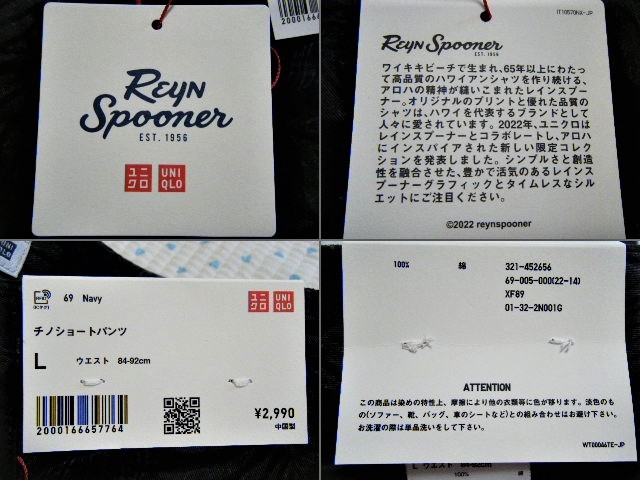 2000166
REYN
Spooner
EST. 1956
ユニクロ
UNIQLO
IT10570NX-JP
REYN SPOONER
EST. 1956
ワイキキビーチで生まれ、65年以上にわたっ
て高品質のハワイアンシャツを作り続ける、
アロハの精神が縫いこまれたレインスプー
ナー。オリジナルのプリントと優れた品質の
シャツは、ハワイを代表するブランドとして
人々に愛されています。2022年、ユニクロは
レインスプーナーとコラボレートし、アロハ
にインスパイアされた新しい限定コレク
ションを発表しました。シンプルさと創造
性を融合させた、豊かで活気のあるレインス
プーナーグラフィックとタイムレスなシル
エットにご注目ください。
©2022 reynspooner
69 Navy
ユニクロ
UNIQLO
チノショートパンツ
L
ウエスト 84-92cm
2000166657764
¥2,990
中国製
100% 綿
321-452656
69-005-000(22-14)
XF89
01-32-2N001G
ATTENTION
この商品は染めの特性上、摩擦により他の衣類等に色が移ります。淡色のも
の(ソファー、靴、バッグ、車のシートなど)との組み合わせはお避け下さい。
お洗濯の際は単品洗いをして下さい。
WT00046TE-JP
L ウエスト 84-92cm
100%